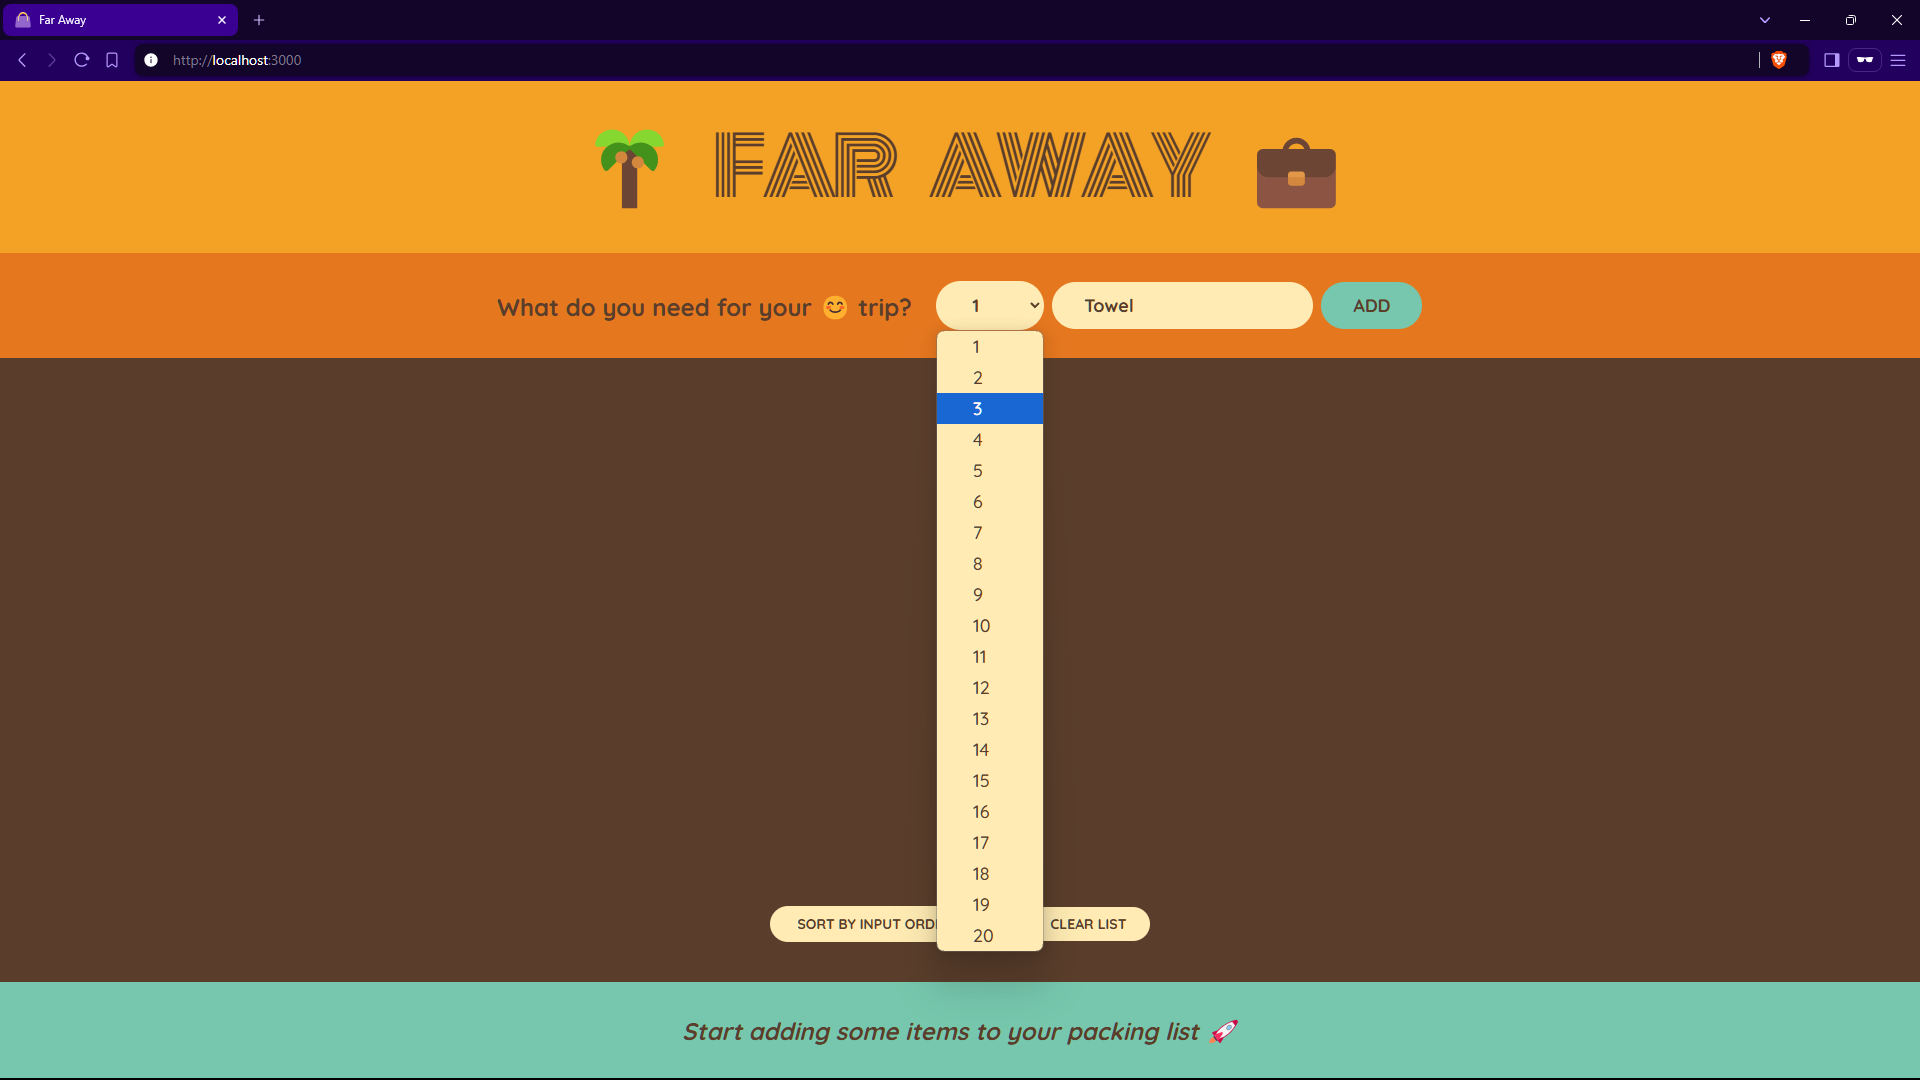 Far Away
http://localhost:3000
FAR AWAY
What do you need for your 😊 trip?
1
Towel
ADD
1
2
3
4
5
6
7
8
9
10
11
12
13
14
15
16
17
18
19
20
SORT BY INPUT
CLEAR LIST
Start adding some items to your packing list 🚀